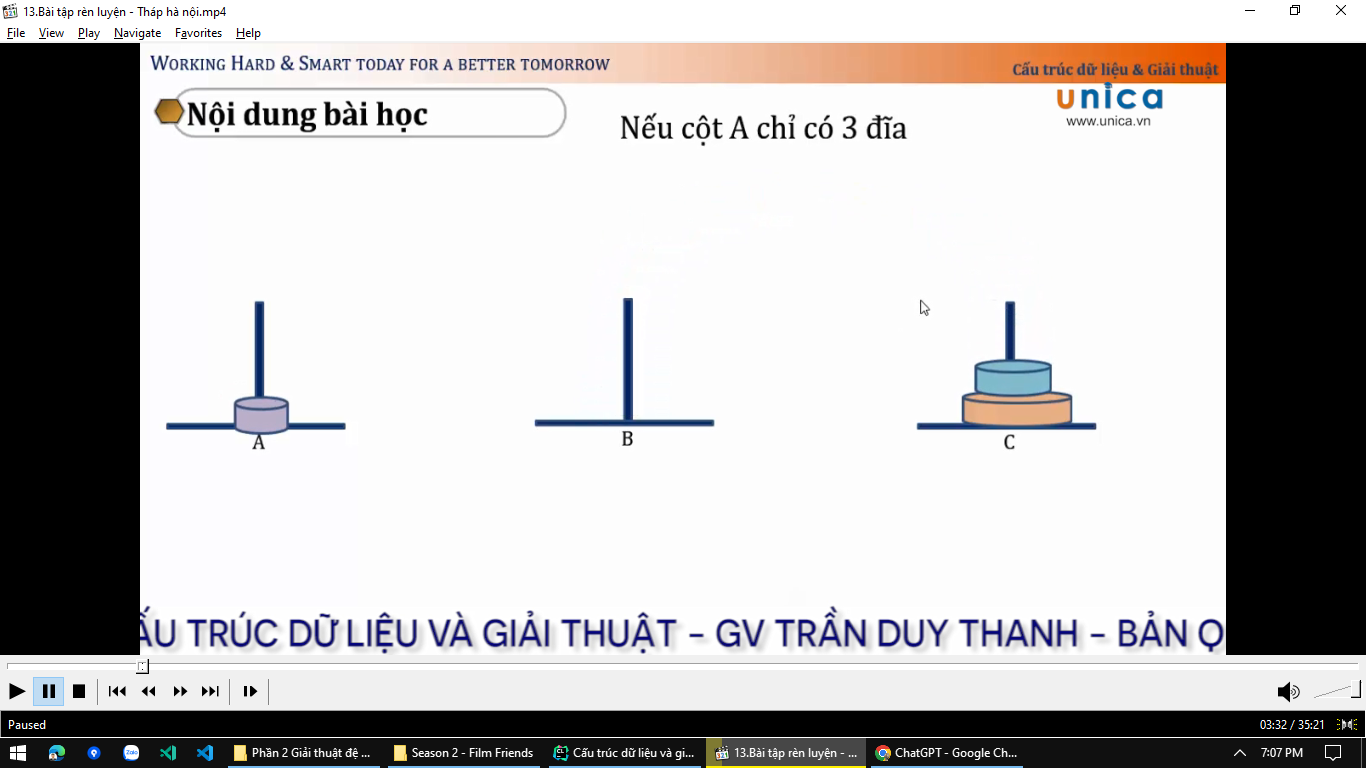 13.Bài tập rèn luyện - Tháp hà nội.mp4
File View Play Navigate Favorites Help
WORKING HARD & SMART TODAY FOR A BETTER TOMORROW
Cấu trúc dữ liệu & Giải thuật
Nội dung bài học
Nếu cột A chỉ có 3 đĩa
unica
www.unica.vn
A
B
C
ẤU TRÚC DỮ LIỆU VÀ GIẢI THUẬT - GV TRẦN DUY THANH - BẢN Q
Paused
03:32 / 35:21
Zalo
Phần 2 Giải thuật đệ ...
Season 2 - Film Friends
CL
Cấu trúc dữ liệu và gi...
321
13.Bài tập rèn luyện - ...
ChatGPT - Google Ch...
7:07 PM